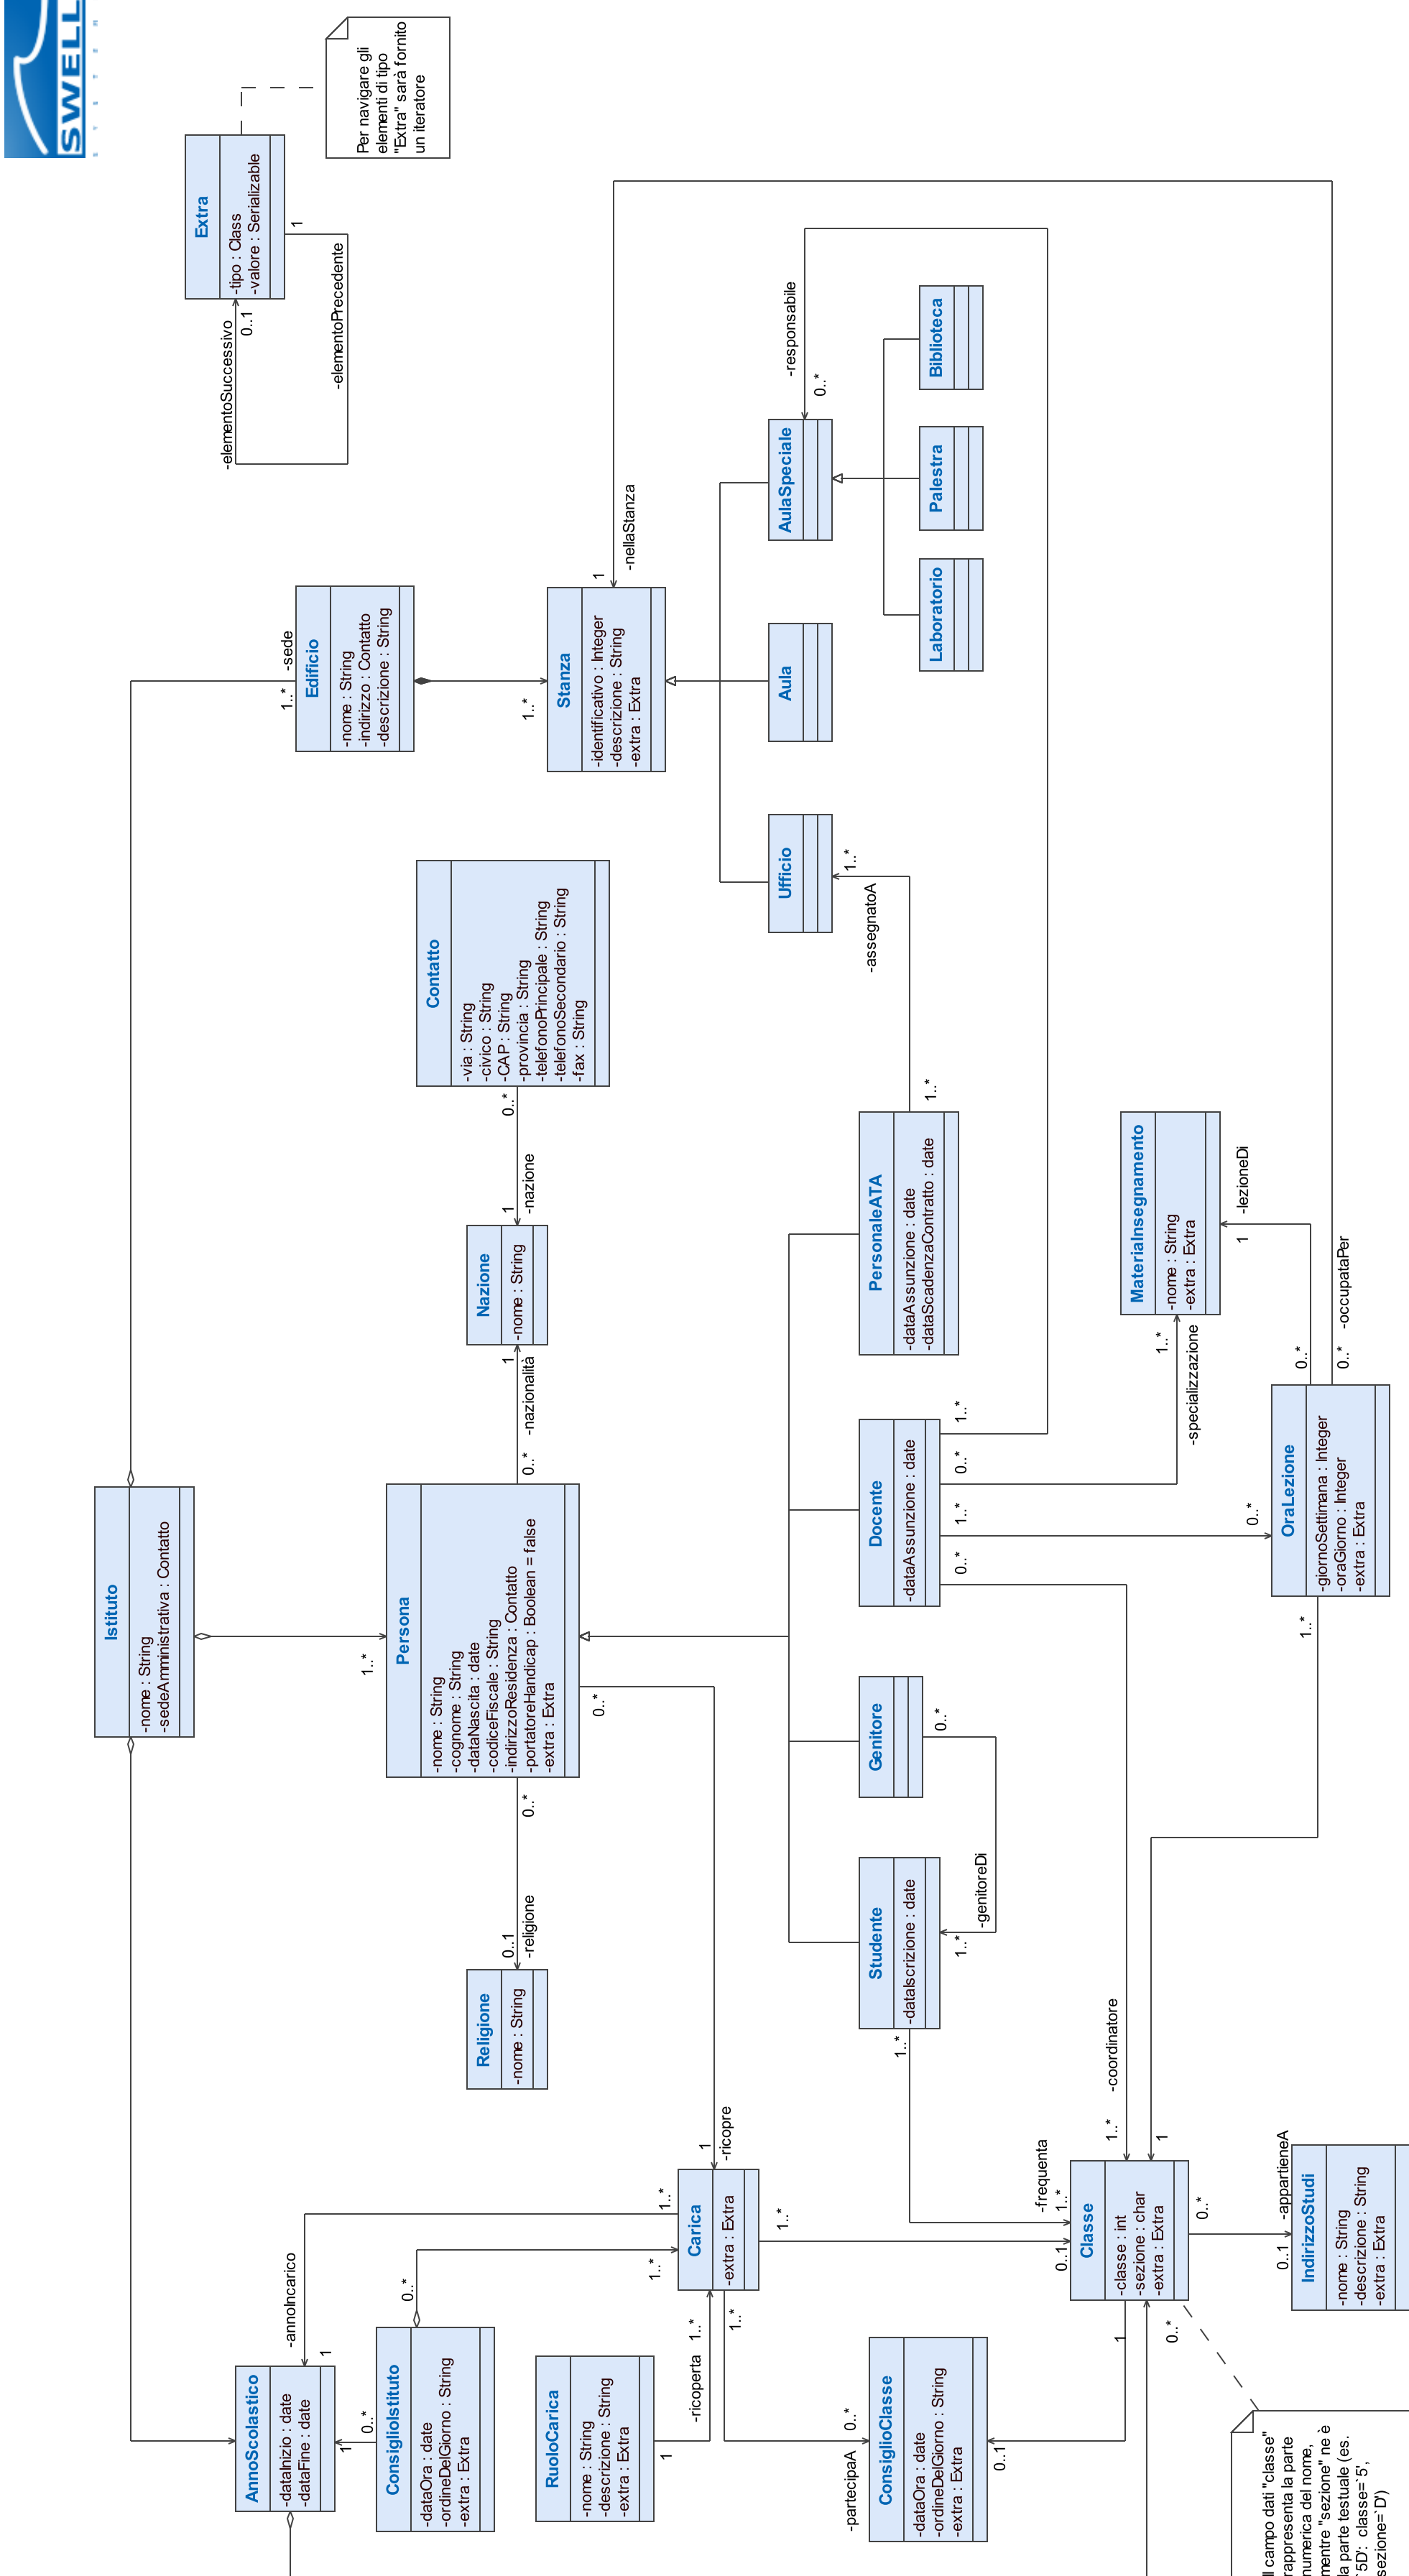 SWELL
Extra
-tipo : Class
-valore : Serializable
1
-elementoPrecedente
-elementoSuccessivo
0..1
Per navigare gli
elementi di tipo
"Extra" sarà fornito
un iteratore
Istituto
-nome : String
-sedeAmministrativa : Contatto
1..*
-sede
Edificio
-nome : String
-indirizzo : Contatto
-descrizione : String
1..*
Stanza
-identificativo : Integer
-descrizione : String
-extra : Extra
1
-nellaStanza
Ufficio
Aula
AulaSpeciale
-responsabile
0..*
Laboratorio
Palestra
Biblioteca
Contatto
-via : String
-civico : String
-CAP : String
-provincia : String
-telefonoPrincipale : String
-telefonoSecondario : String
-fax : String
0..*
1
-nazione
Nazione
-nome : String
1
-nazionalità
0..*
1..*
Persona
-nome : String
-cognome : String
-dataNascita : date
-codiceFiscale : String
-indirizzoResidenza : Contatto
-portatoreHandicap : Boolean = false
-extra : Extra
0..*
0..*
0..1
-religione
Religione
-nome : String
AnnoScolastico
-dataInizio : date
-dataFine : date
1
-annoIncarico
1
0..*
ConsiglioIstituto
-dataOra : date
-ordineDelGiorno : String
-extra : Extra
0..*
1..*
1..*
RuoloCarica
-nome : String
-descrizione : String
-extra : Extra
1
-ricoperta
1..*
Carica
-extra : Extra
1
-ricopre
1..*
1..*
-partecipaA
0..*
ConsiglioClasse
-dataOra : date
-ordineDelGiorno : String
-extra : Extra
0..1
Studente
-dataIscrizione : date
1..*
1..*
-genitoreDi
Genitore
0..*
Docente
-dataAssunzione : date
0..*
1..*
0..*
1..*
PersonaleATA
-dataAssunzione : date
-dataScadenzaContratto : date
1..*
-assegnatoA
1..*
MateriaInsegnamento
-nome : String
-extra : Extra
1..*
-specializzazione
1
-lezioneDi
0..*
OraLezione
-giornoSettimana : Integer
-oraGiorno : Integer
-extra : Extra
0..*
0..*
-occupataPer
1..*
Classe
-classe : int
-sezione : char
-extra : Extra
0..1
-frequenta
1..*
-coordinatore
1..*
1
1
0..*
0..*
0..1
-appartieneA
IndirizzoStudi
-nome : String
-descrizione : String
-extra : Extra
Il campo dati "classe"
rappresenta la parte
numerica del nome,
mentre "sezione" ne è
la parte testuale (es.
`5D': classe=`5',
sezione=`D')